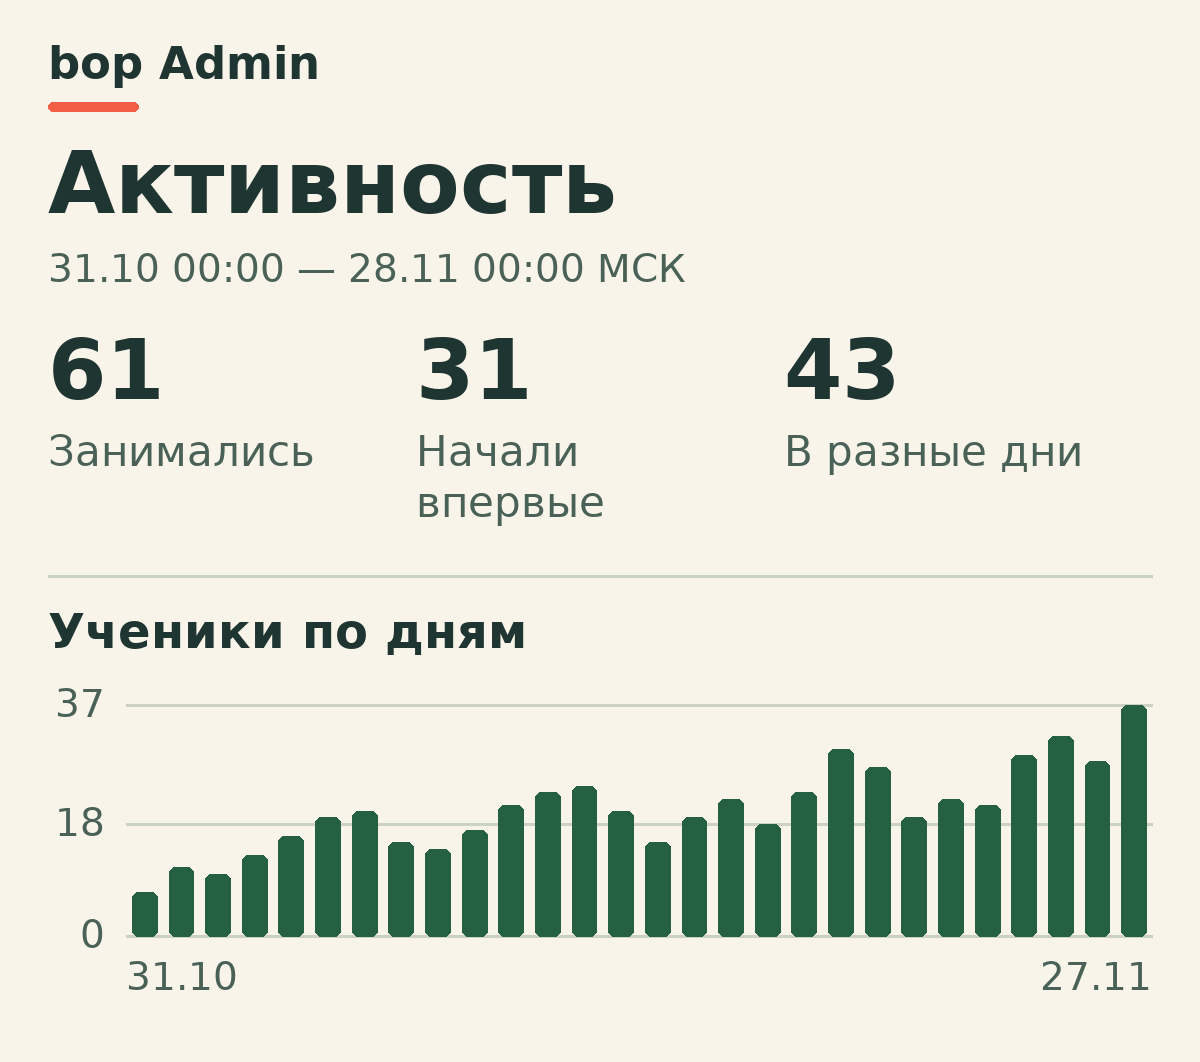 bop Admin
Активность
31.10 00:00 — 28.11 00:00 МСК
61 31 43
Занимались Начали В разные дни
впервые
Ученики по дням
37
18
0
31.10 27.11